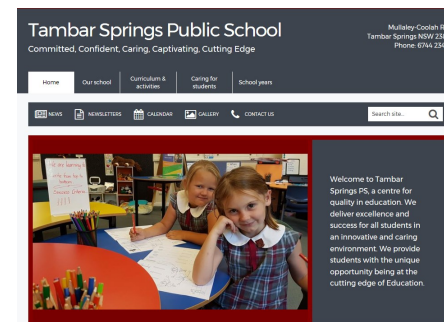 Tambar Springs Public School
Committed, Confident, Caring, Captivating, Cutting Edge
Mullaley-Coolah R
Tambar Springs NSW 238
Phone: 6744 234
Home
Our school
Curriculum &
activities
Caring for
students
School years
NEWS
NEWSLETTERS
CALENDAR
GALLERY
CONTACT US
Search site...
Welcome to Tambar
Springs PS, a centre for
quality in education. We
deliver excellence and
success for all students in
an innovative and caring
environment. We provide
students with the unique
opportunity being at the
cutting edge of Education.